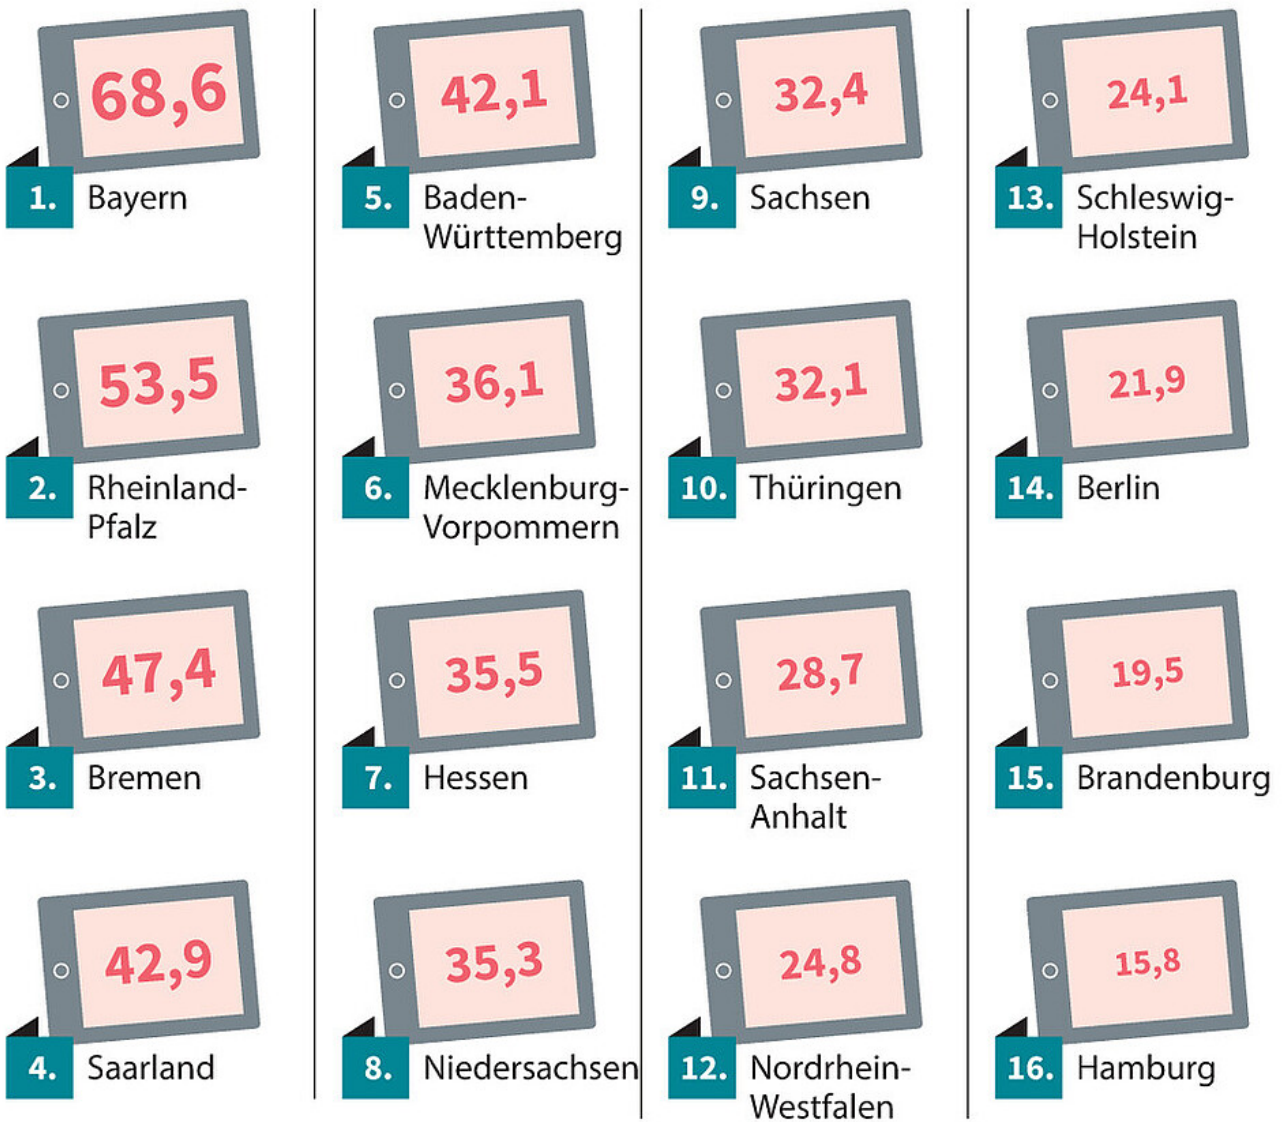 68,6
1. Bayern
53,5
2. Rheinland-
Pfalz
47,4
3. Bremen
42,9
4. Saarland
42,1
5. Baden-
Württemberg
36,1
6. Mecklenburg-
Vorpommern
35,5
7. Hessen
35,3
8. Niedersachsen
32,4
9. Sachsen
32,1
10. Thüringen
28,7
11. Sachsen-
Anhalt
24,8
12. Nordrhein-
Westfalen
24,1
13. Schleswig-
Holstein
21,9
14. Berlin
19,5
15. Brandenburg
15,8
16. Hamburg